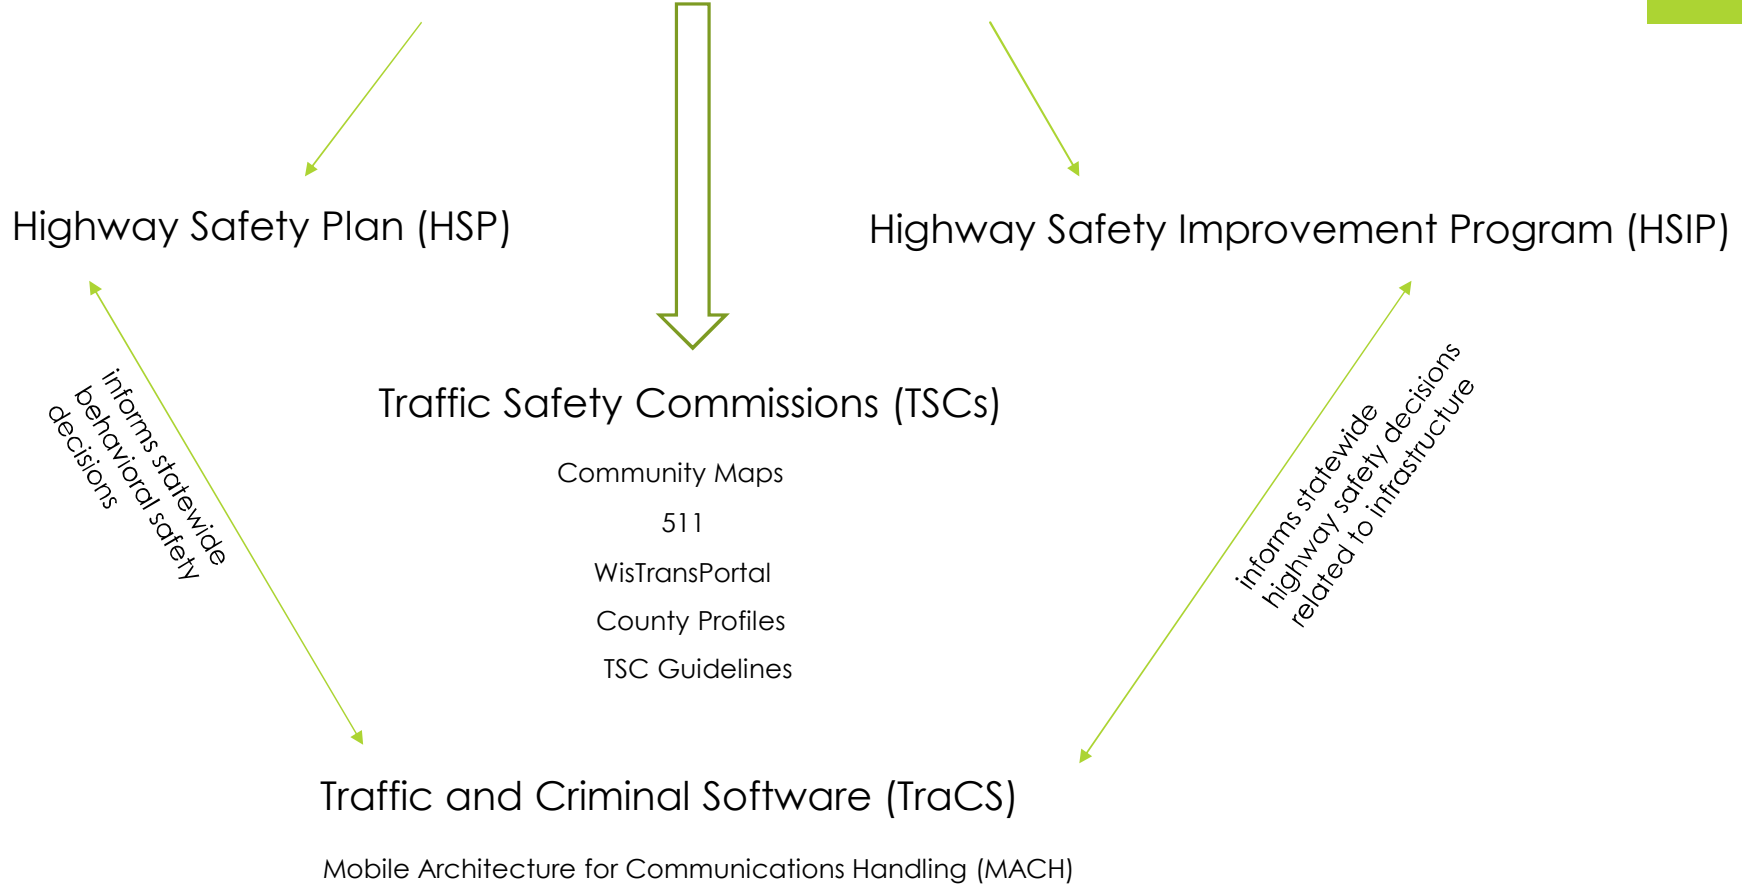 Highway Safety Plan (HSP)
Highway Safety Improvement Program (HSIP)
informs statewide
behavioral safety
decisions
Traffic Safety Commissions (TSCs)
Community Maps
511
WisTransPortal
County Profiles
TSC Guidelines
informs statewide
highway safety decisions
related to infrastructure
Traffic and Criminal Software (TraCS)
Mobile Architecture for Communications Handling (MACH)